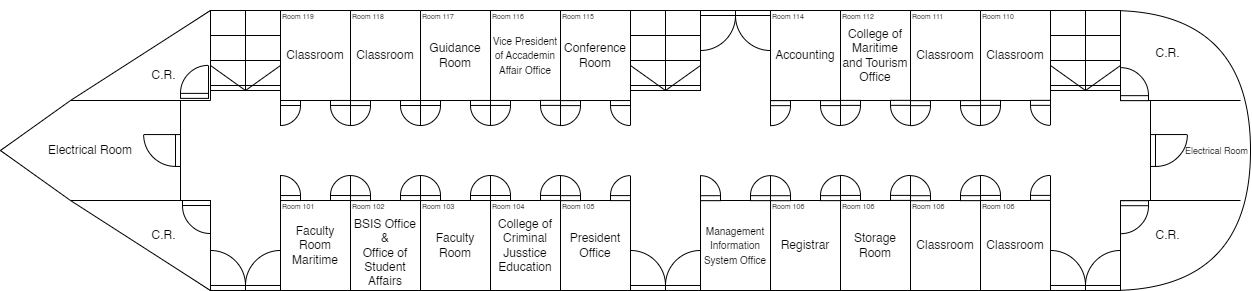 Room 119
Classroom
Room 118
Classroom
Room 117
Guidance
Room
Room 116
Vice President
of Accademin
Affair Office
Room 115
Conference
Room
Room 114
Accounting
Room 112
College of
Maritime
and Tourism
Office
Room 111
Classroom
Room 110
Classroom
C.R.
C.R.
Electrical Room
Electrical Room
C.R.
Room 101
Faculty
Room
Maritime
Room 102
BSIS Office
&
Office of
Student
Affairs
Room 103
Faculty
Room
Room 104
College of
Criminal
Jusstice
Education
Room 105
President
Office
Management
Information
System Office
Room 106
Registrar
Room 106
Storage
Room
Room 106
Classroom
Room 106
Classroom
C.R.